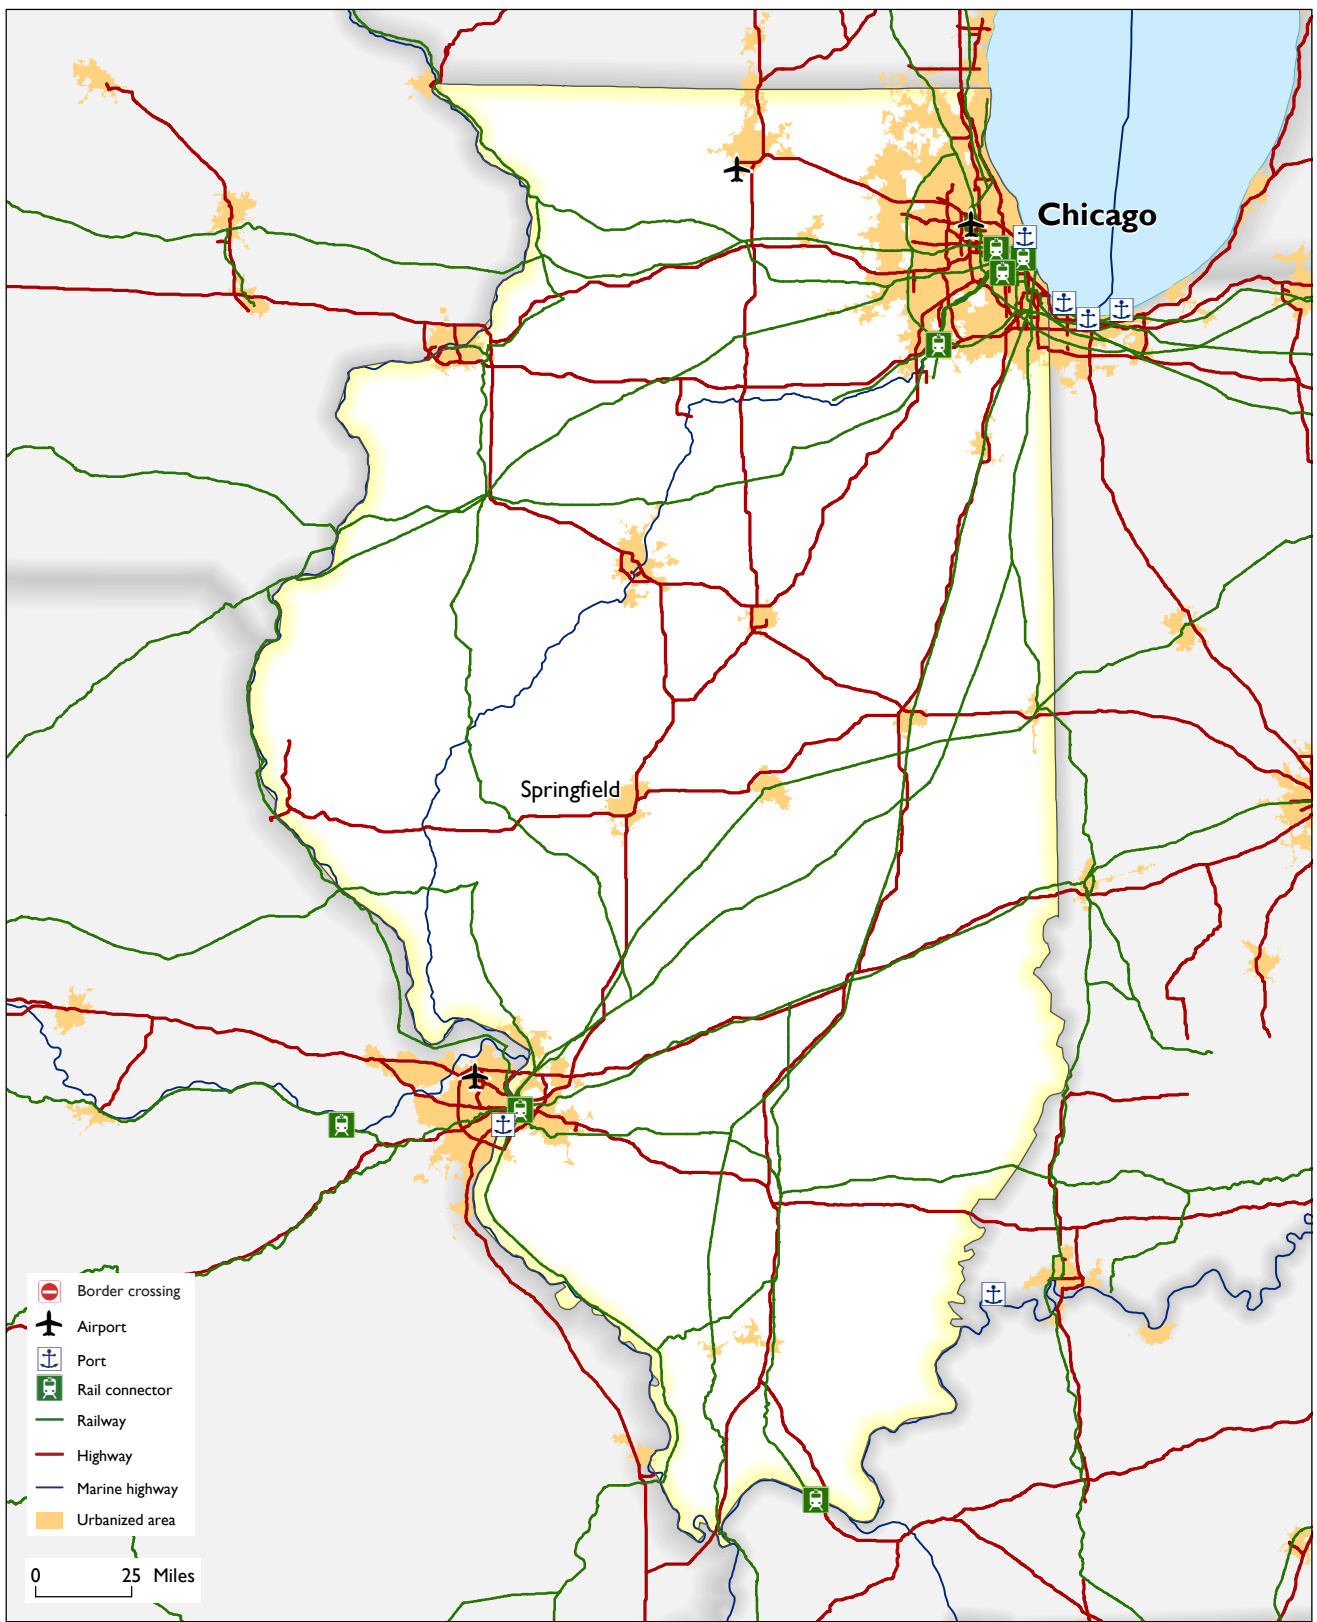 Chicago
Springfield
Border crossing
Airport
Port
Rail connector
Railway
Highway
Marine highway
Urbanized area
0 25 Miles